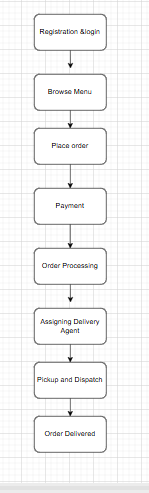 Registration &login
Browse Menu
Place order
Payment
Order Processing
Assigning Delivery
Agent
Pickup and Dispatch
Order Delivered